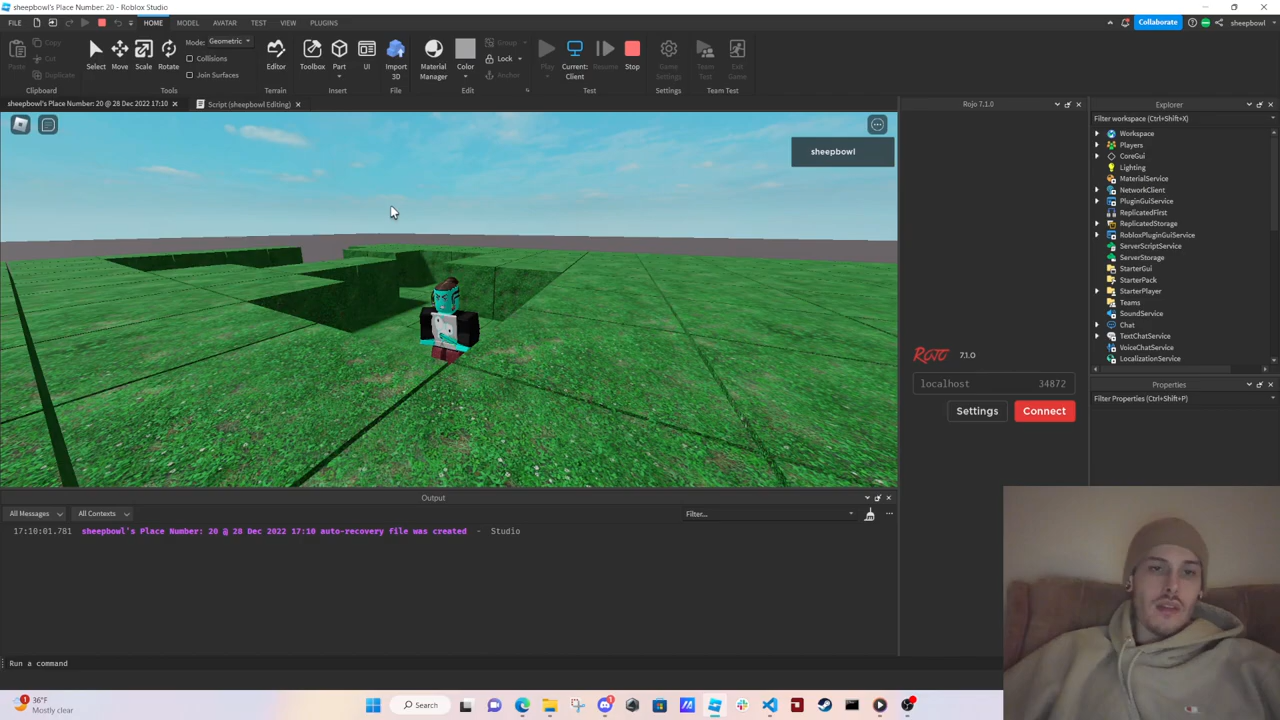 sheepbowl's Place Number: 20 - Roblox Studio
FILE HOME MODEL AVATAR TEST VIEW PLUGINS Collaborate sheepbowl
Paste Copy Cut Duplicate Clipboard
Select Move Scale Rotate Mode: Geometric Collisions Join Surfaces Tools
Editor Terrain
Toolbox Part UI Insert
Import 3D File
Material Manager Color Group Lock Anchor Edit
Play Current: Client Resume Stop Test
Game Settings Settings
Team Test Exit Game Team Test
sheepbowl's Place Number: 20 @ 28 Dec 2022 17:10 Script (sheepbowl Editing)
sheepbowl
Rojo 7.1.0
ROJO 7.1.0
localhost 34872
Settings Connect
Explorer
Filter workspace (Ctrl+Shift+X)
Workspace
Players
CoreGui
Lighting
MaterialService
NetworkClient
PluginGuiService
ReplicatedFirst
ReplicatedStorage
RobloxPluginGuiService
ServerScriptService
ServerStorage
StarterGui
StarterPack
StarterPlayer
Teams
SoundService
Chat
TextChatService
VoiceChatService
LocalizationService
Properties
Filter Properties (Ctrl+Shift+P)
Output
All Messages All Contexts Filter...
17:10:01.781 sheepbowl's Place Number: 20 @ 28 Dec 2022 17:10 auto-recovery file was created - Studio
Run a command
1 36°F
Mostly clear
Search